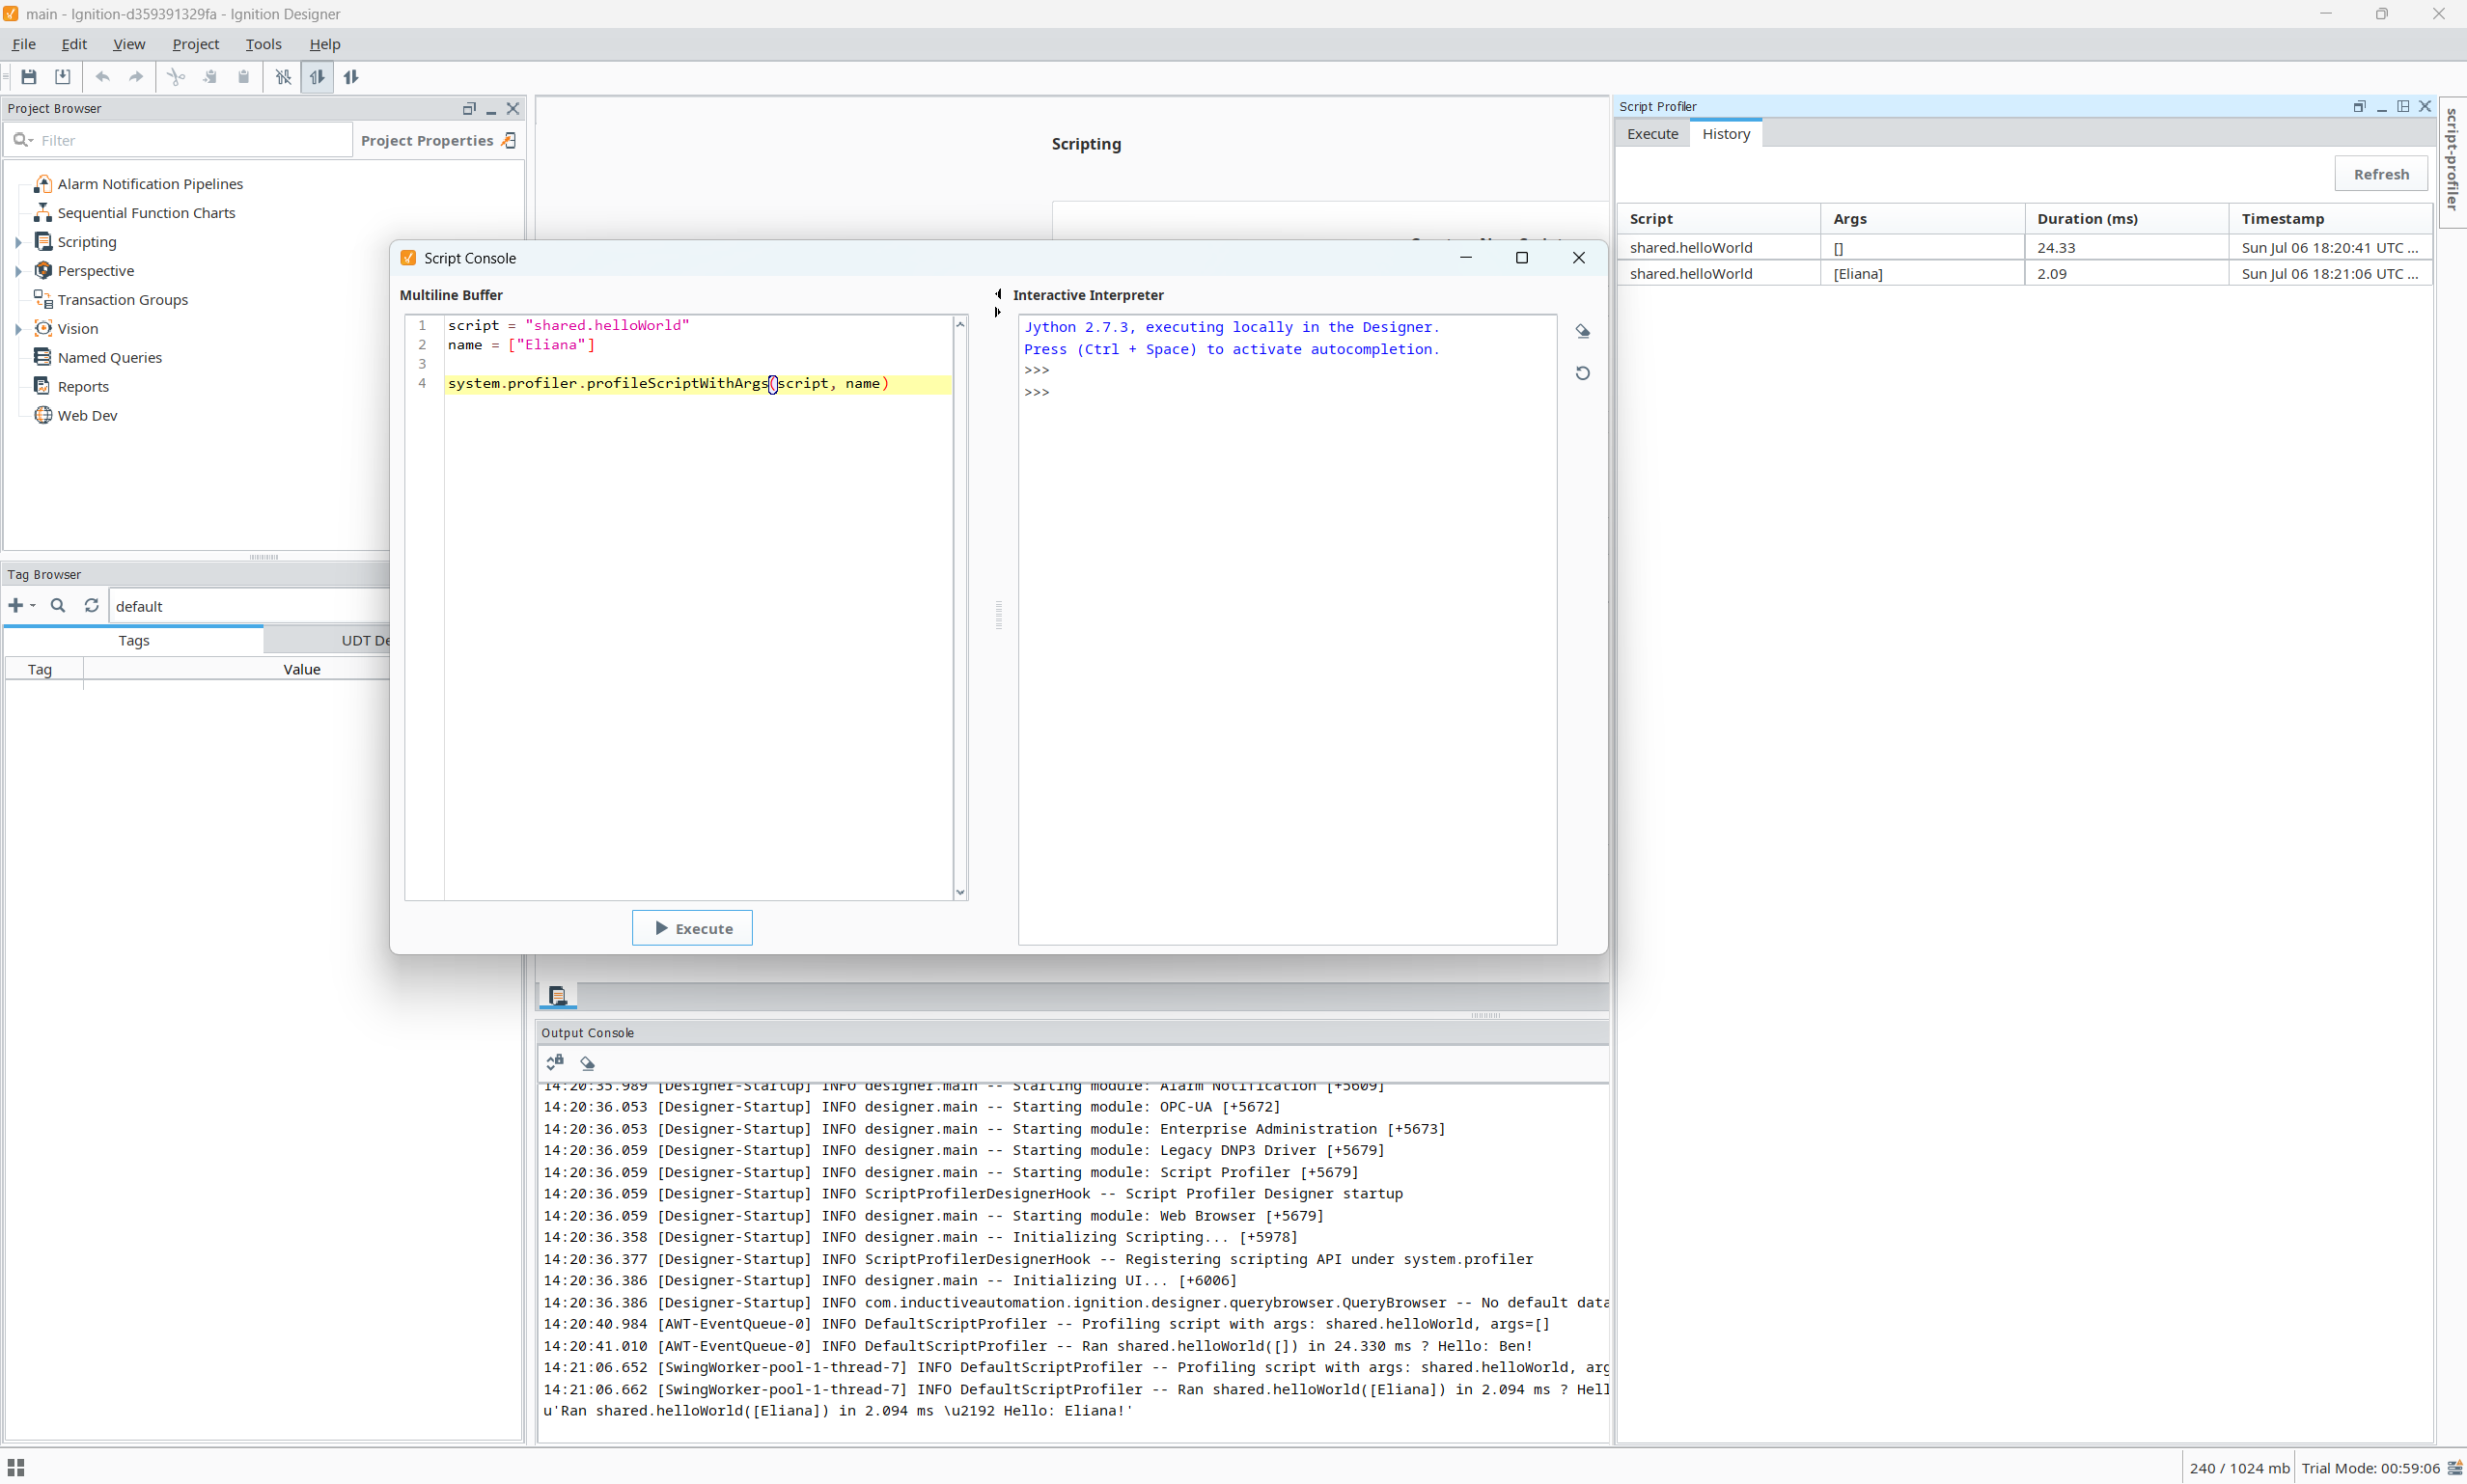 main - Ignition-d359391329fa - Ignition Designer
File Edit View Project Tools Help
Project Browser
Filter
Project Properties
Alarm Notification Pipelines
Sequential Function Charts
Scripting
Perspective
Transaction Groups
Vision
Named Queries
Reports
Web Dev
Tag Browser
default
Tags UDT De
Tag Value
Scripting
Script Console
Multiline Buffer
1 script = "shared.helloWorld"
2 name = ["Eliana"]
3
4 system.profiler.profileScriptWithArgs(script, name)
Execute
Interactive Interpreter
Jython 2.7.3, executing locally in the Designer.
Press (Ctrl + Space) to activate autocompletion.
>>>
>>>
Output Console
14:20:35.989 [Designer-Startup] INFO designer.main -- Starting module: Alarm Notification [+5609]
14:20:36.053 [Designer-Startup] INFO designer.main -- Starting module: OPC-UA [+5672]
14:20:36.053 [Designer-Startup] INFO designer.main -- Starting module: Enterprise Administration [+5673]
14:20:36.059 [Designer-Startup] INFO designer.main -- Starting module: Legacy DNP3 Driver [+5679]
14:20:36.059 [Designer-Startup] INFO designer.main -- Starting module: Script Profiler [+5679]
14:20:36.059 [Designer-Startup] INFO ScriptProfilerDesignerHook -- Script Profiler Designer startup
14:20:36.059 [Designer-Startup] INFO designer.main -- Starting module: Web Browser [+5679]
14:20:36.358 [Designer-Startup] INFO designer.main -- Initializing Scripting... [+5978]
14:20:36.377 [Designer-Startup] INFO ScriptProfilerDesignerHook -- Registering scripting API under system.profiler
14:20:36.386 [Designer-Startup] INFO designer.main -- Initializing UI... [+6006]
14:20:36.386 [Designer-Startup] INFO com.inductiveautomation.ignition.designer.querybrowser.QueryBrowser -- No default data
14:20:40.984 [AWT-EventQueue-0] INFO DefaultScriptProfiler -- Profiling script with args: shared.helloWorld, args=[]
14:20:41.010 [AWT-EventQueue-0] INFO DefaultScriptProfiler -- Ran shared.helloWorld([]) in 24.330 ms ? Hello: Ben!
14:21:06.652 [SwingWorker-pool-1-thread-7] INFO DefaultScriptProfiler -- Profiling script with args: shared.helloWorld, arg
14:21:06.662 [SwingWorker-pool-1-thread-7] INFO DefaultScriptProfiler -- Ran shared.helloWorld([Eliana]) in 2.094 ms ? Hell
u'Ran shared.helloWorld([Eliana]) in 2.094 ms \u2192 Hello: Eliana!'
Script Profiler
Execute History
Refresh
Script Args Duration (ms) Timestamp
shared.helloWorld [] 24.33 Sun Jul 06 18:20:41 UTC ...
shared.helloWorld [Eliana] 2.09 Sun Jul 06 18:21:06 UTC ...
script-profiler
240 / 1024 mb Trial Mode: 00:59:06